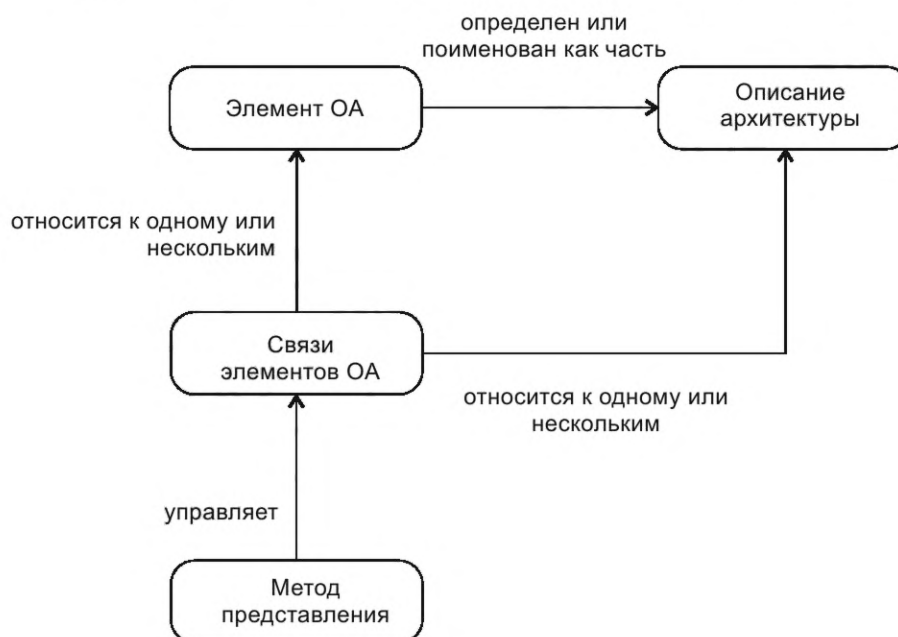 определен или
поименован как часть
Элемент ОА
Описание
архитектуры
относится к одному или
нескольким
Связи
элементов ОА
относится к одному или
нескольким
управляет
Метод
представления